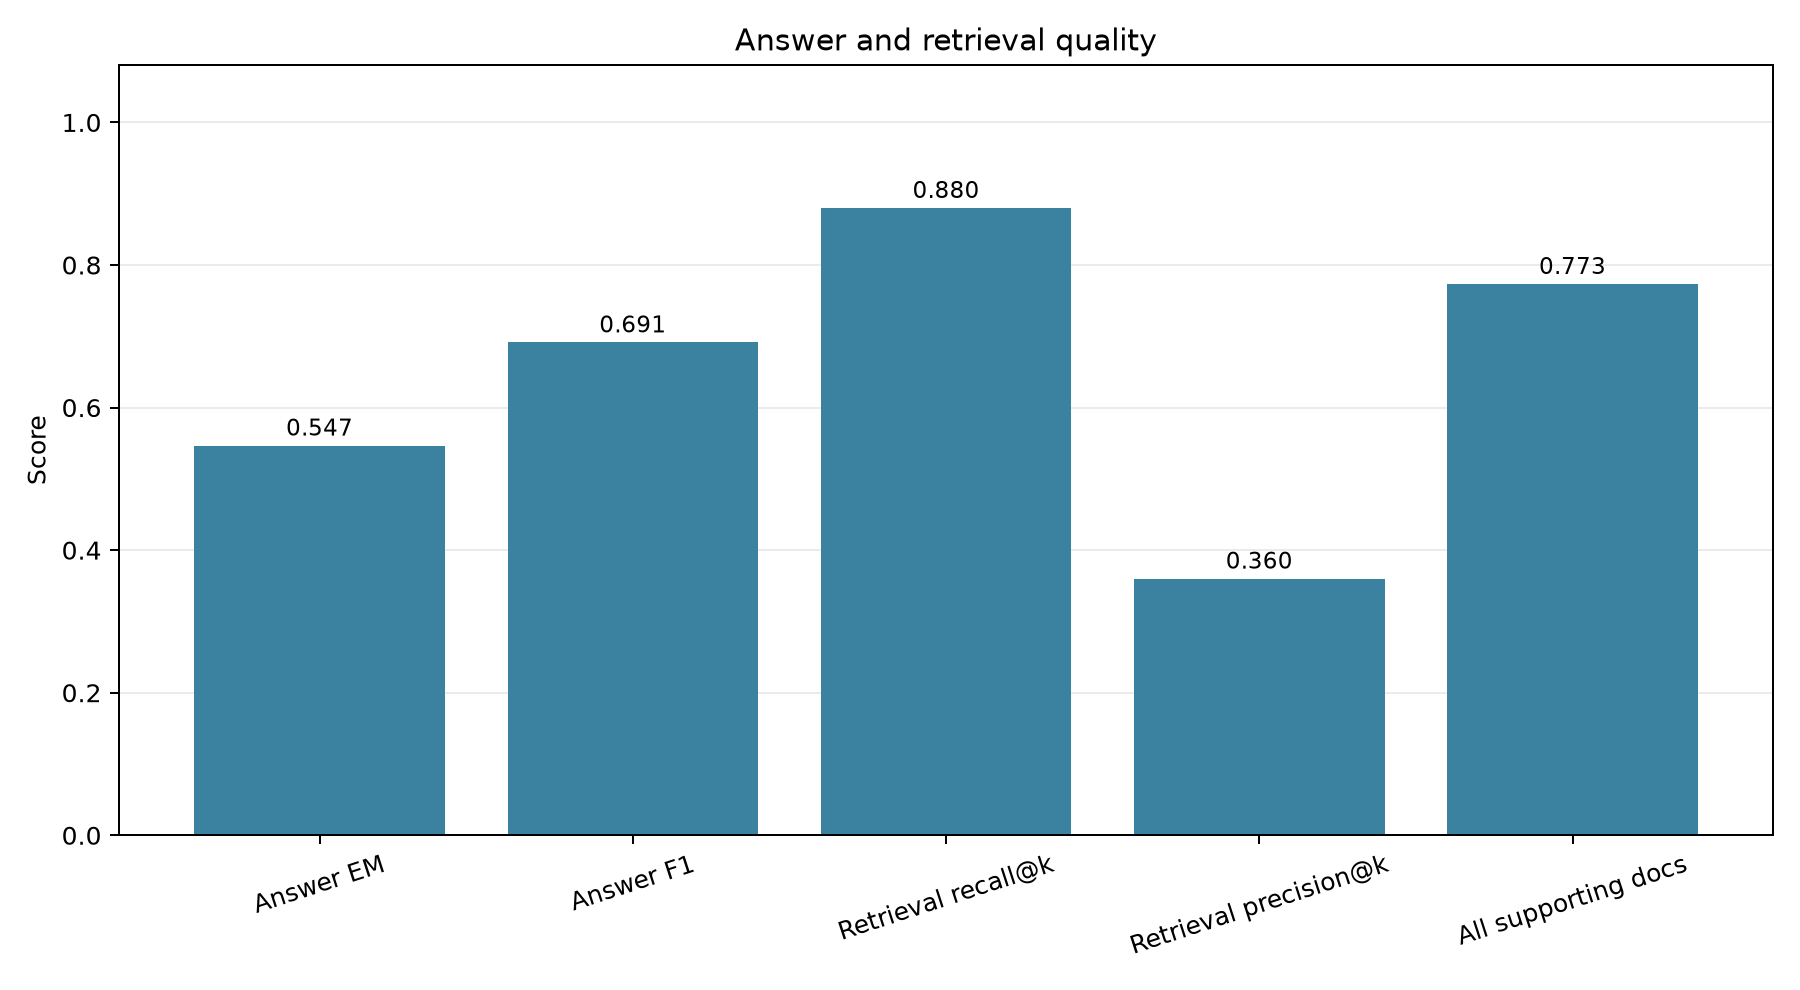 Answer and retrieval quality
Score
1.0
0.8
0.6
0.4
0.2
0.0
0.547
0.691
0.880
0.360
0.773
Answer EM
Answer F1
Retrieval recall@k
Retrieval precision@k
All supporting docs